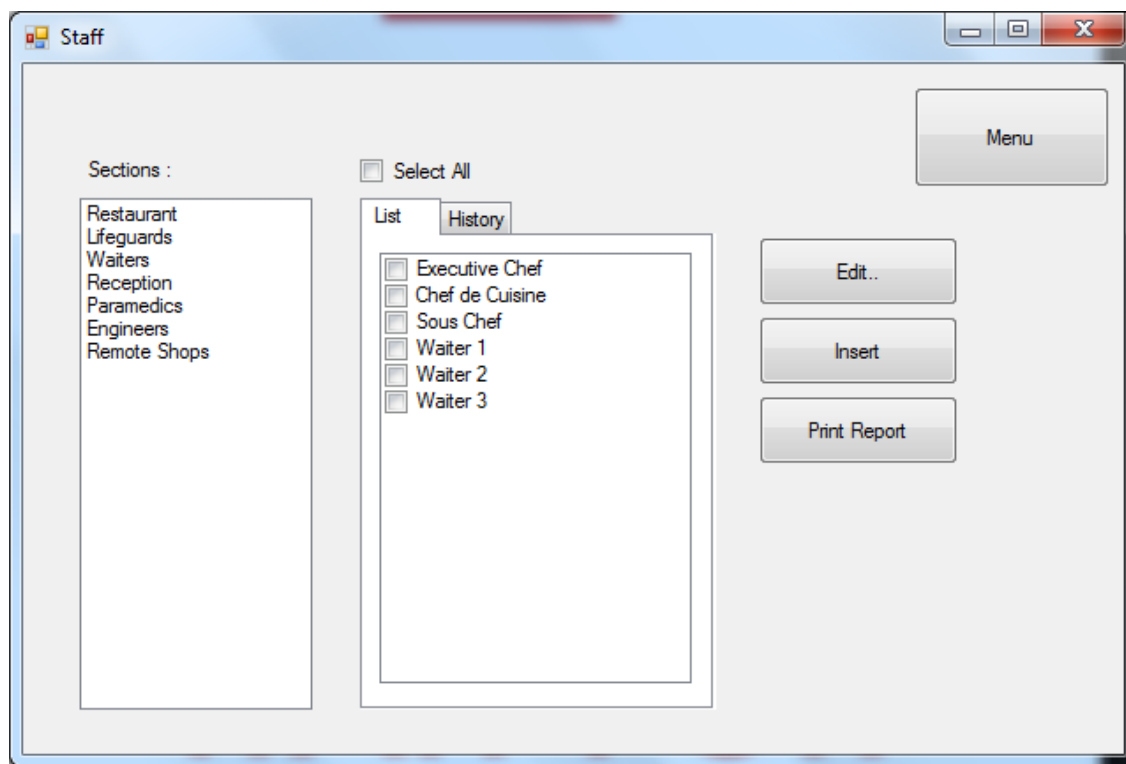 Staff
Menu
Sections :
Select All
Restaurant
Lifeguards
Waiters
Reception
Paramedics
Engineers
Remote Shops
List
History
Executive Chef
Chef de Cuisine
Sous Chef
Waiter 1
Waiter 2
Waiter 3
Edit..
Insert
Print Report